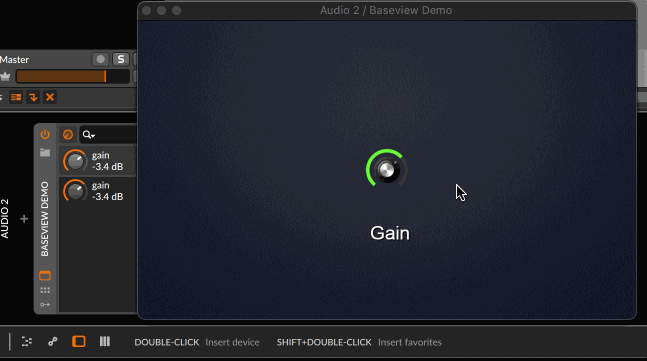 Audio 2 / Baseview Demo
Master
S
gain
-3.4 dB
gain
-3.4 dB
BASEVIEW DEMO
AUDIO 2
+
Gain
DOUBLE-CLICK Insert device SHIFT+DOUBLE-CLICK Insert favorites